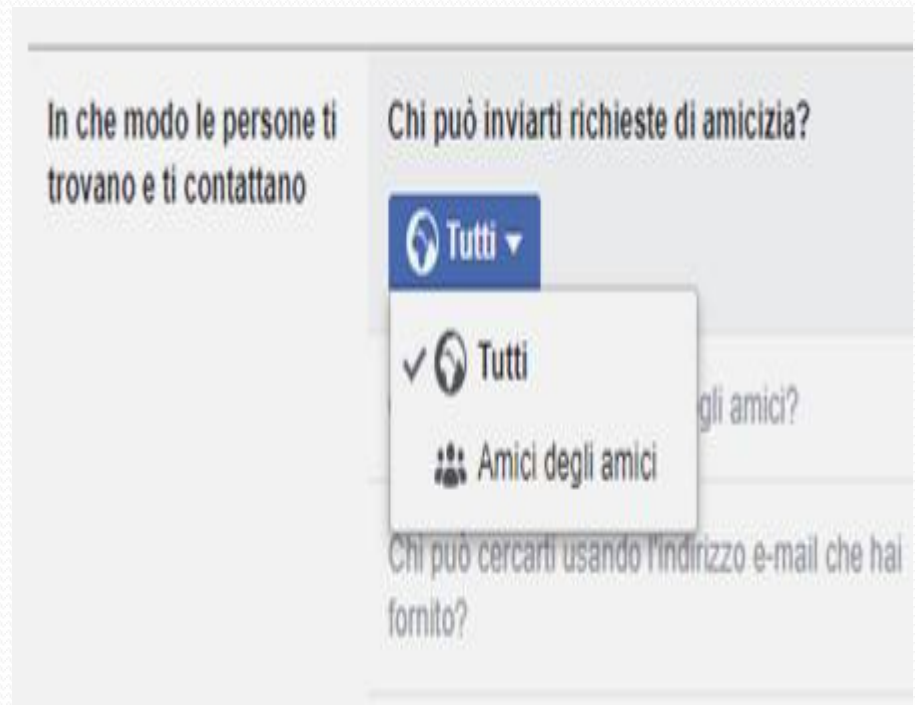 In che modo le persone ti
trovano e ti contattano
Chi può inviarti richieste di amicizia?
Tutti
Tutti
gli amici?
Amici degli amici
Chi può cercarti usando l'indirizzo e-mail che hai
fornito?